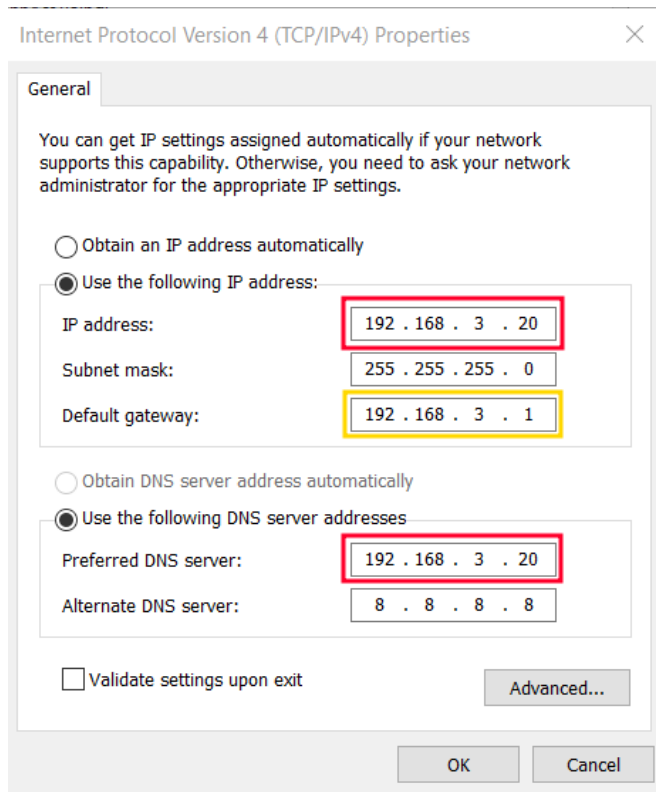 Internet Protocol Version 4 (TCP/IPv4) Properties
General
You can get IP settings assigned automatically if your network
supports this capability. Otherwise, you need to ask your network
administrator for the appropriate IP settings.
Obtain an IP address automatically
Use the following IP address:
IP address: 192 . 168 . 3 . 20
Subnet mask: 255 . 255 . 255 . 0
Default gateway: 192 . 168 . 3 . 1
Obtain DNS server address automatically
Use the following DNS server addresses
Preferred DNS server: 192 . 168 . 3 . 20
Alternate DNS server: 8 . 8 . 8 . 8
Validate settings upon exit
Advanced...
OK Cancel